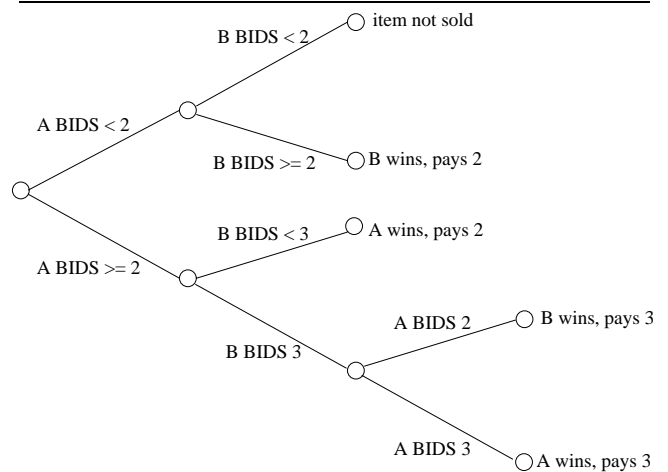 item not sold
B BIDS < 2
A BIDS < 2
B BIDS >= 2
B wins, pays 2
B BIDS < 3
A wins, pays 2
A BIDS >= 2
A BIDS 2
B wins, pays 3
B BIDS 3
A BIDS 3
A wins, pays 3